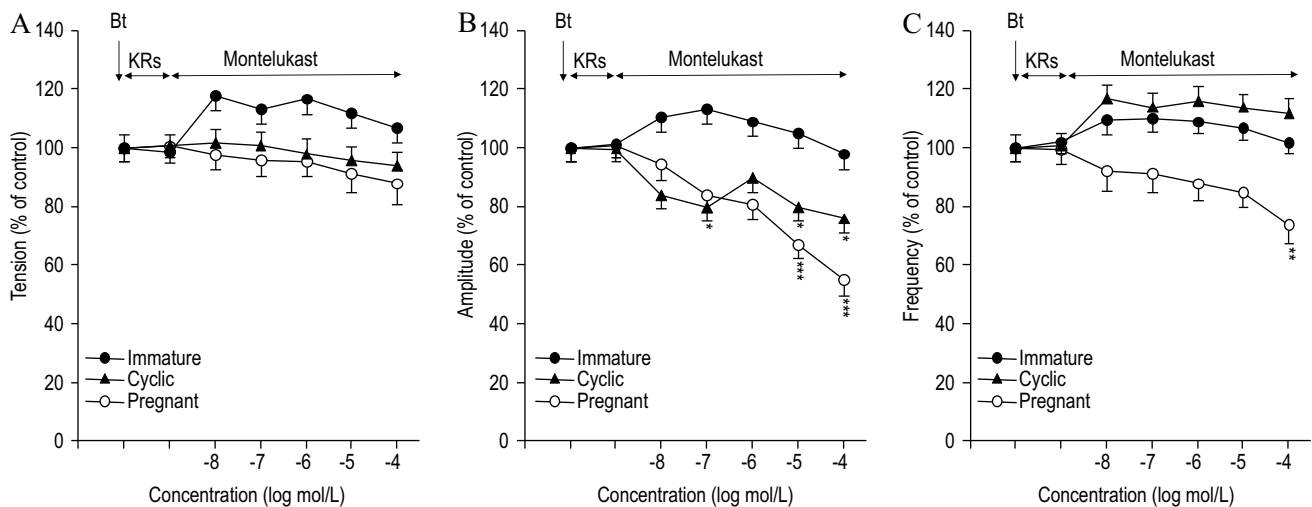 A
Bt
KRs
Montelukast
140
120
100
80
60
40
20
0
Tension (% of control)
Immature
Cyclic
Pregnant
-8 -7 -6 -5 -4
Concentration (log mol/L)
B
Bt
KRs
Montelukast
140
120
100
80
60
40
20
0
Amplitude (% of control)
*
*
*
***
***
Immature
Cyclic
Pregnant
-8 -7 -6 -5 -4
Concentration (log mol/L)
C
Bt
KRs
Montelukast
140
120
100
80
60
40
20
0
Frequency (% of control)
**
Immature
Cyclic
Pregnant
-8 -7 -6 -5 -4
Concentration (log mol/L)